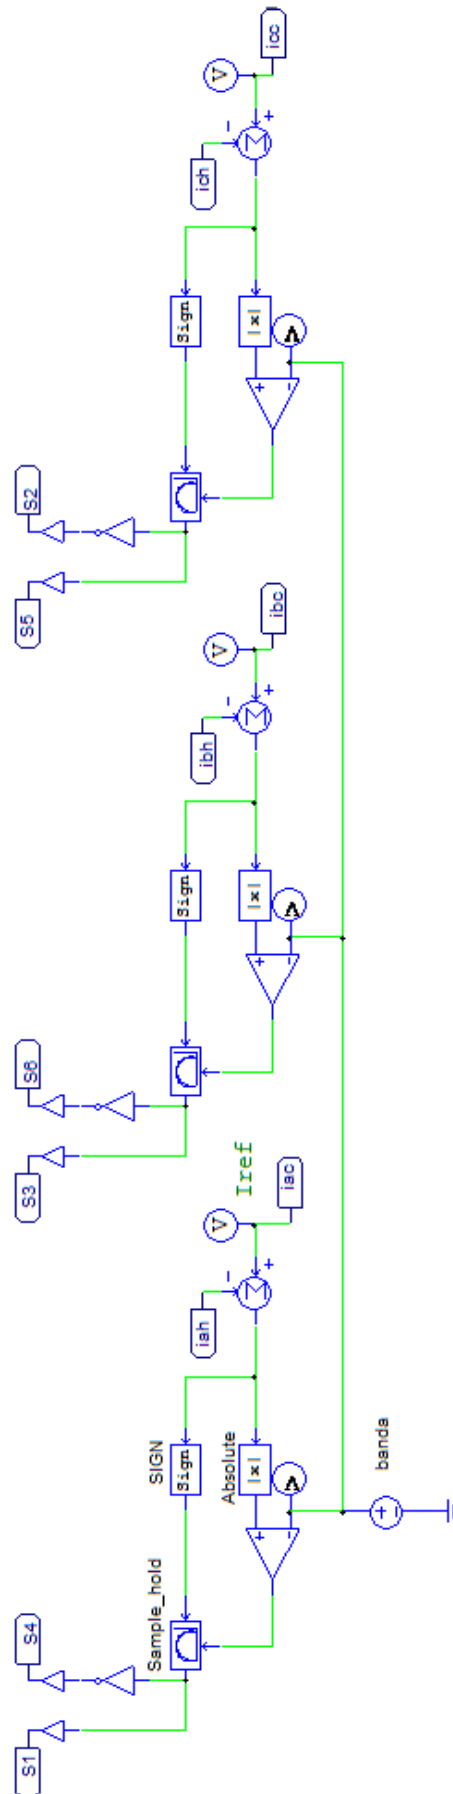 S1
S4
Sample_hold
SIGN
Sign
Absolute
|x|
V
+
-
iah
-
Σ
+
V
Iref
iac
banda
+
-
S3
S6
Sign
|x|
V
+
-
ibh
-
Σ
+
V
ibc
S5
S2
Sign
|x|
V
+
-
ich
-
Σ
+
V
icc